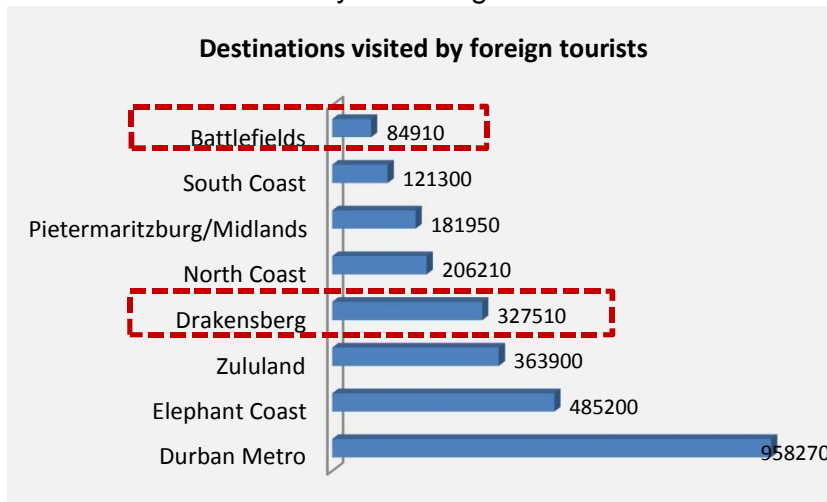 Destinations visited by foreign tourists
Battlefields 84910
South Coast 121300
Pietermaritzburg/Midlands 181950
North Coast 206210
Drakensberg 327510
Zululand 363900
Elephant Coast 485200
Durban Metro 958270